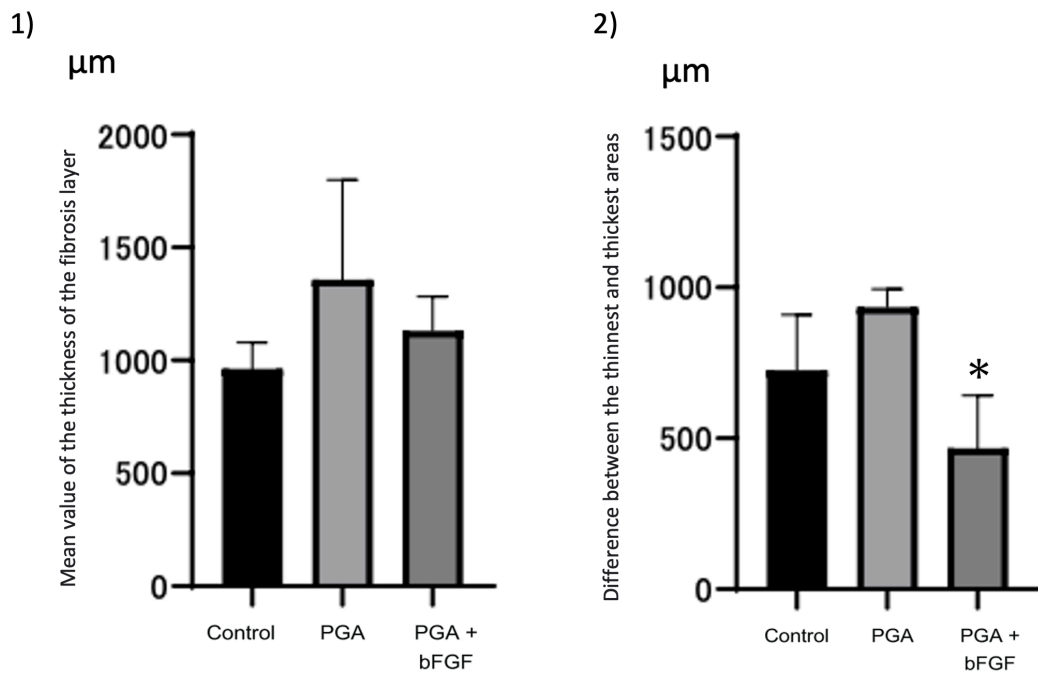 1)
μm
Mean value of the thickness of the fibrosis layer
2000
1500
1000
500
0
Control
PGA
PGA +
bFGF
2)
μm
Difference between the thinnest and thickest areas
1500
1000
500
0
*
Control
PGA
PGA +
bFGF